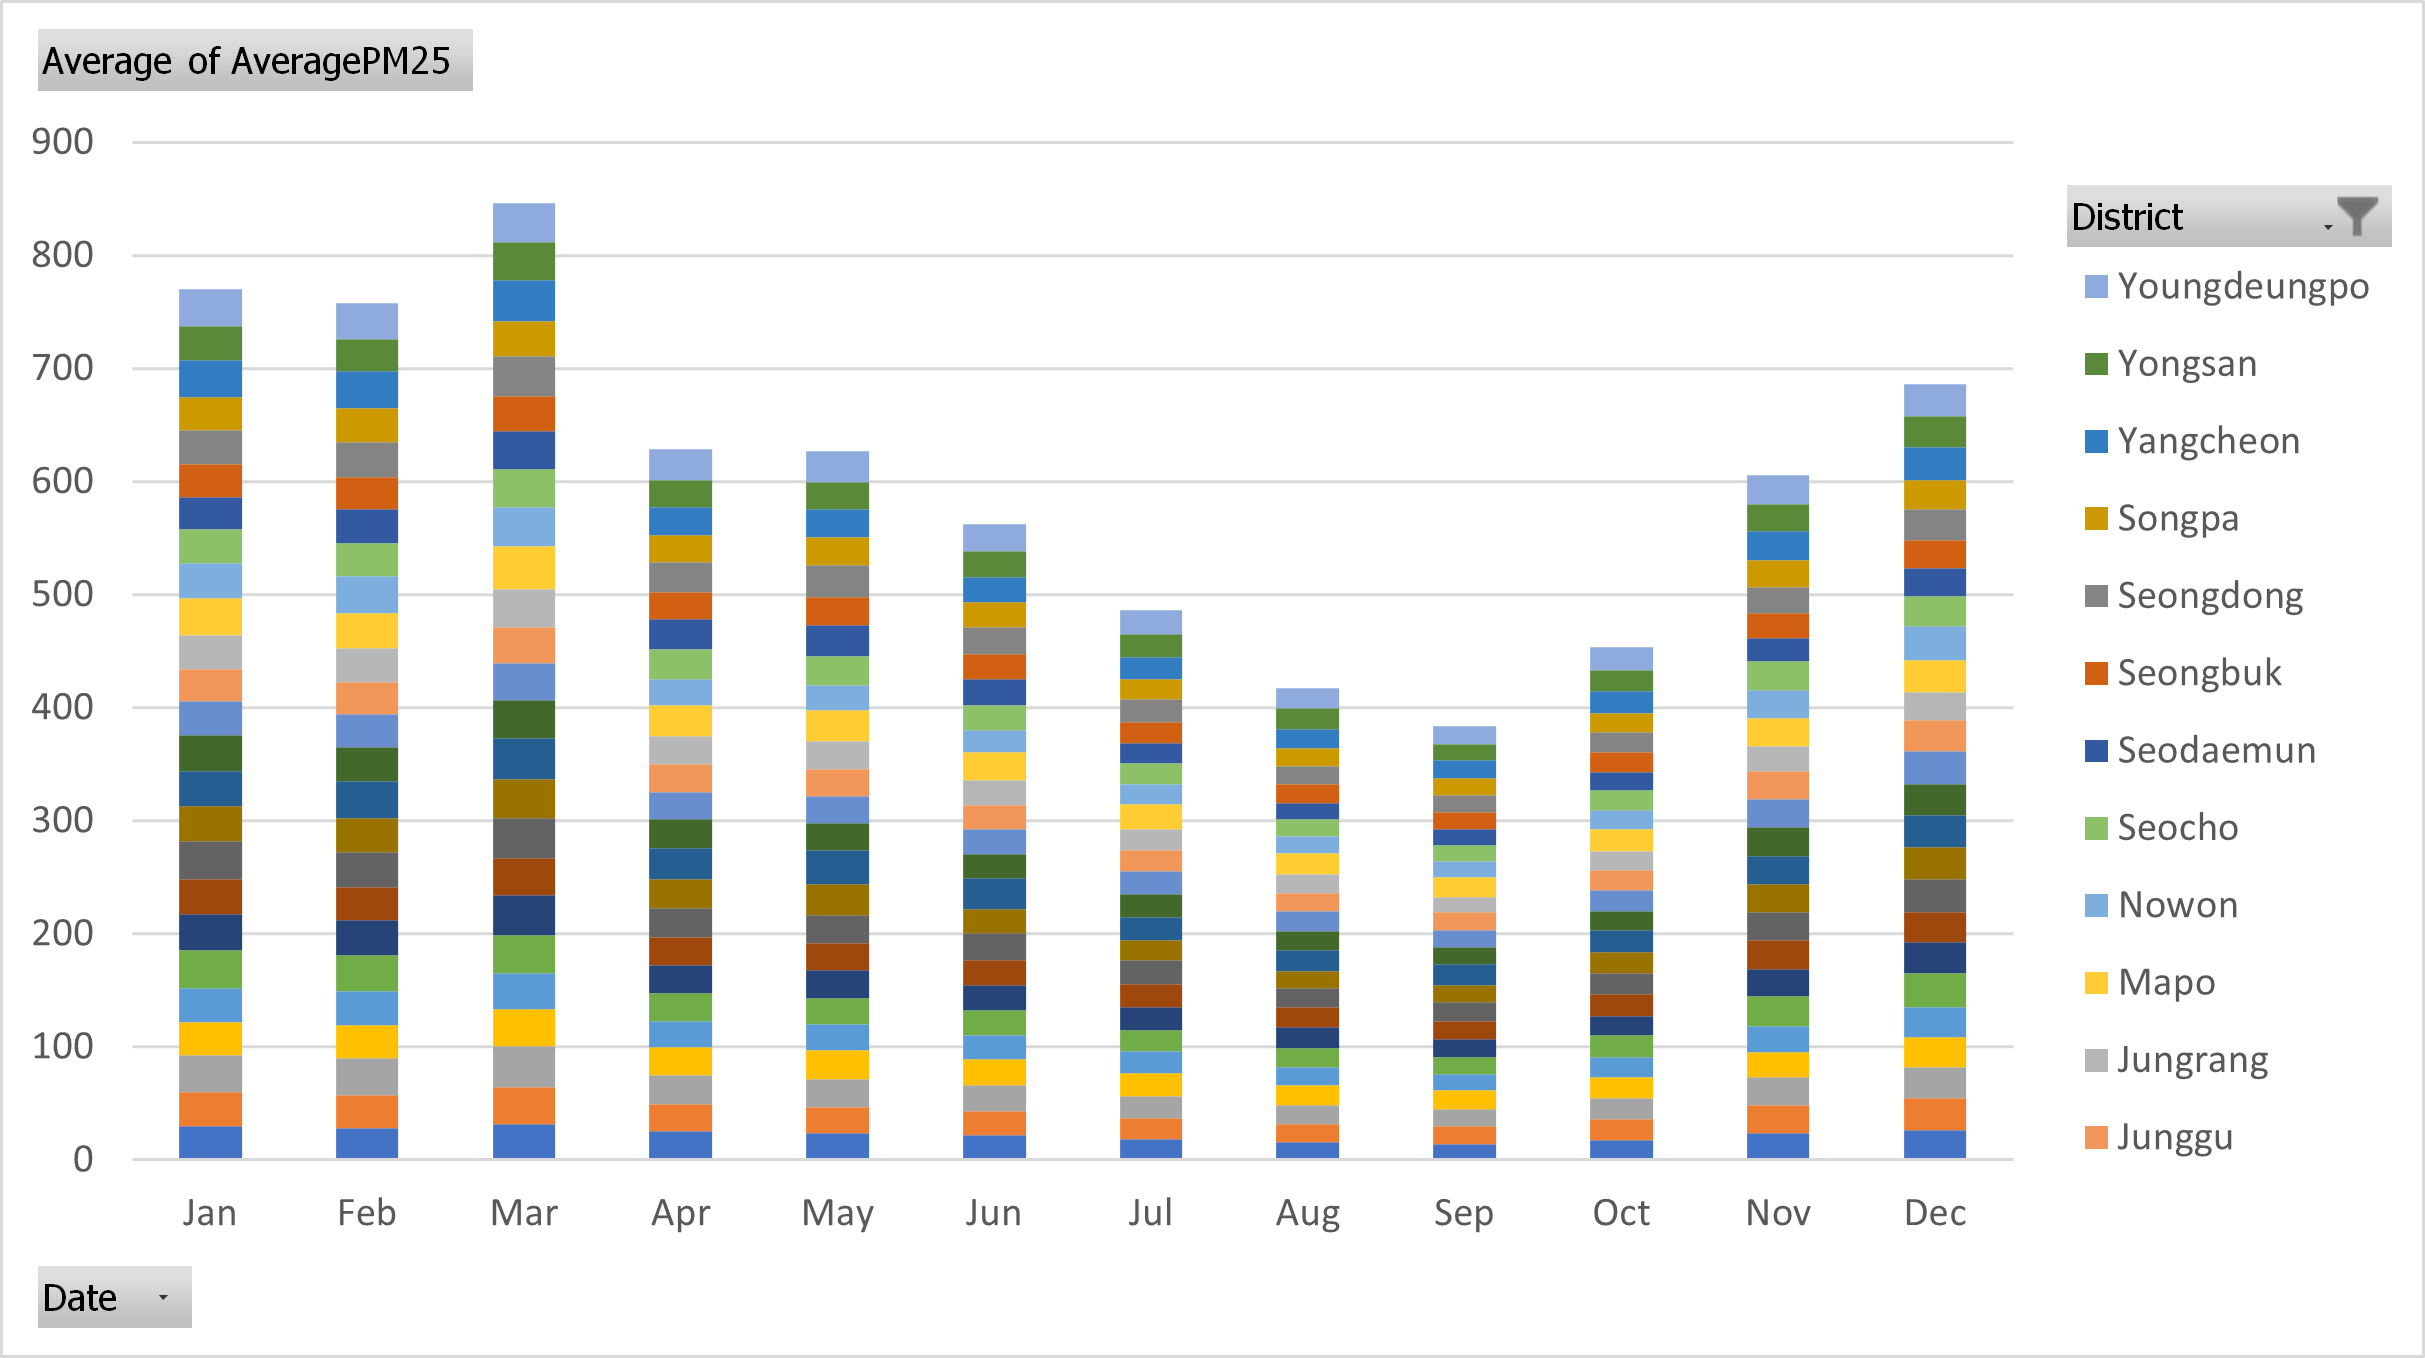 Average of AveragePM25
900
800
700
600
500
400
300
200
100
0
Jan Feb Mar Apr May Jun Jul Aug Sep Oct Nov Dec
Date
District
Youngdeungpo
Yongsan
Yangcheon
Songpa
Seongdong
Seongbuk
Seodaemun
Seocho
Nowon
Mapo
Jungrang
Junggu